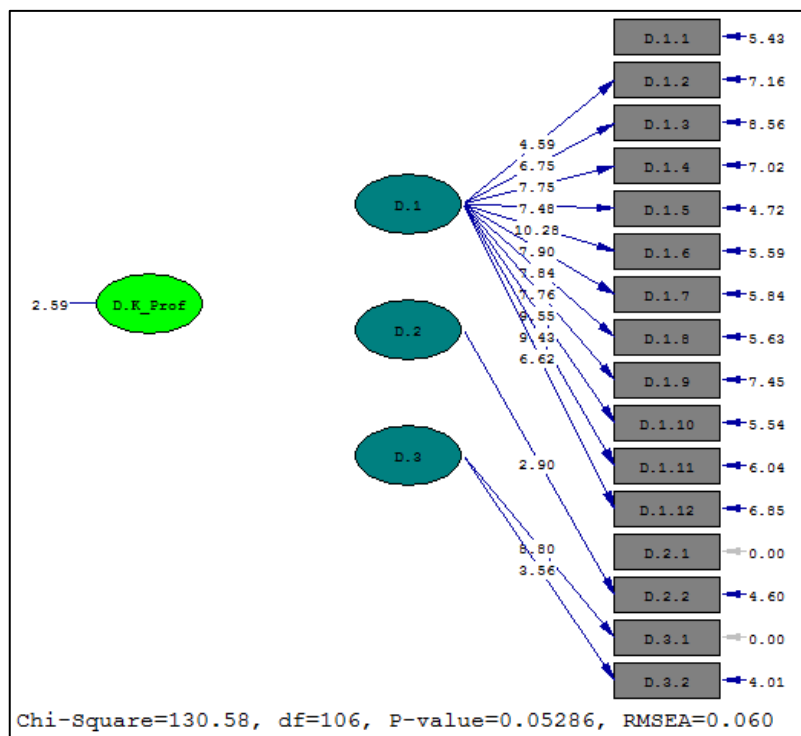 D.1.1 5.43
D.1.2 7.16
D.1.3 8.56
4.59
D.1.4 7.02
6.75
7.75
D.1 7.48 D.1.5 4.72
10.28
D.1.6 5.59
7.90
7.84
D.1.7 5.84
7.76
2.59 D.K_Prof
9.55
D.2 9.43 D.1.8 5.63
6.62
D.1.9 7.45
D.1.10 5.54
D.3
D.1.11 6.04
2.90
D.1.12 6.85
8.80 D.2.1 0.00
3.56
D.2.2 4.60
D.3.1 0.00
D.3.2 4.01
Chi-Square=130.58, df=106, P-value=0.05286, RMSEA=0.060